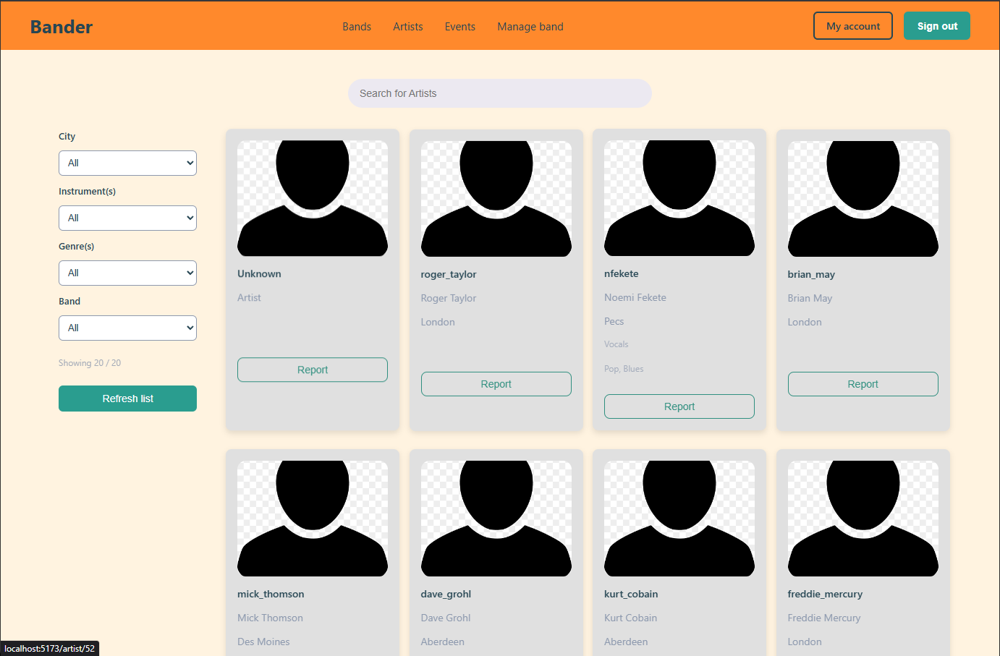 Bander
Bands
Artists
Events
Manage band
My account
Sign out
Search for Artists
City
All
Instrument(s)
All
Genre(s)
All
Band
All
Showing 20 / 20
Refresh list
Unknown
Artist
Report
roger_taylor
Roger Taylor
London
Report
nfekete
Noemi Fekete
Pecs
Vocals
Pop, Blues
Report
brian_may
Brian May
London
Report
mick_thomson
Mick Thomson
Des Moines
dave_grohl
Dave Grohl
Aberdeen
kurt_cobain
Kurt Cobain
Aberdeen
freddie_mercury
Freddie Mercury
London
localhost:5173/artist/52